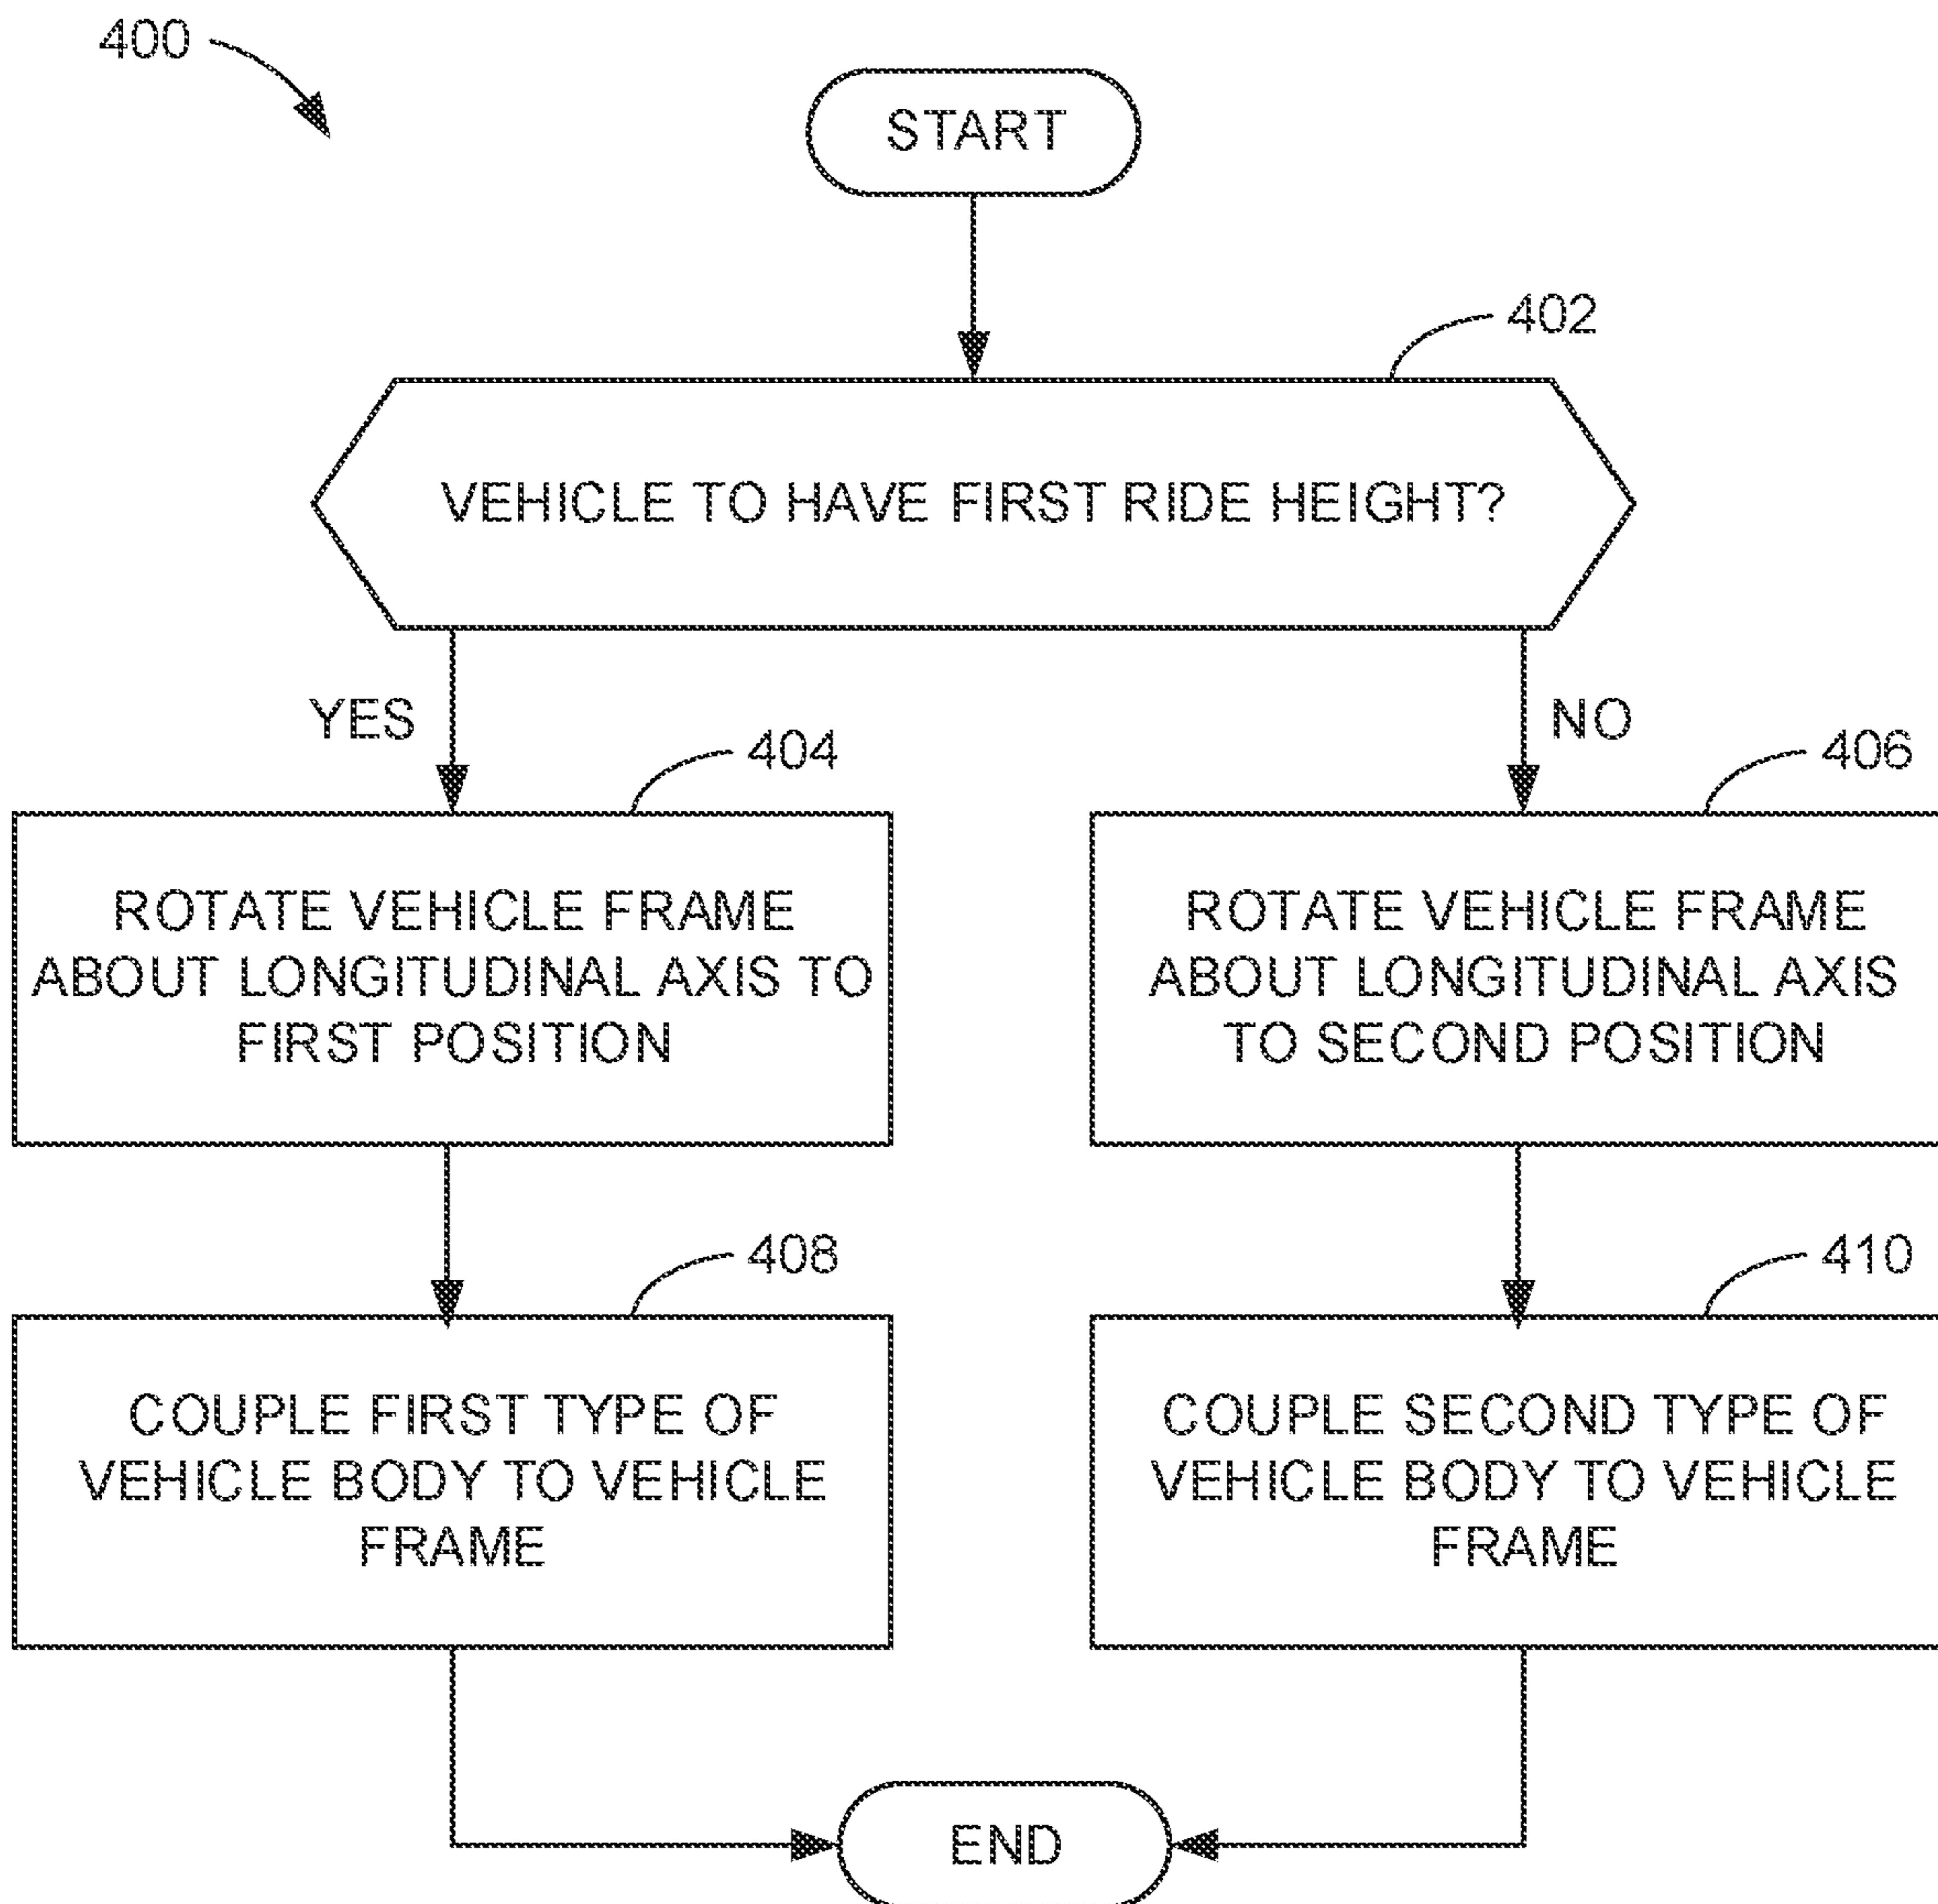 400
START
402
VEHICLE TO HAVE FIRST RIDE HEIGHT?
YES
NO
404
406
ROTATE VEHICLE FRAME
ABOUT LONGITUDINAL AXIS TO
FIRST POSITION
ROTATE VEHICLE FRAME
ABOUT LONGITUDINAL AXIS
TO SECOND POSITION
408
410
COUPLE FIRST TYPE OF
VEHICLE BODY TO VEHICLE
FRAME
COUPLE SECOND TYPE OF
VEHICLE BODY TO VEHICLE
FRAME
END